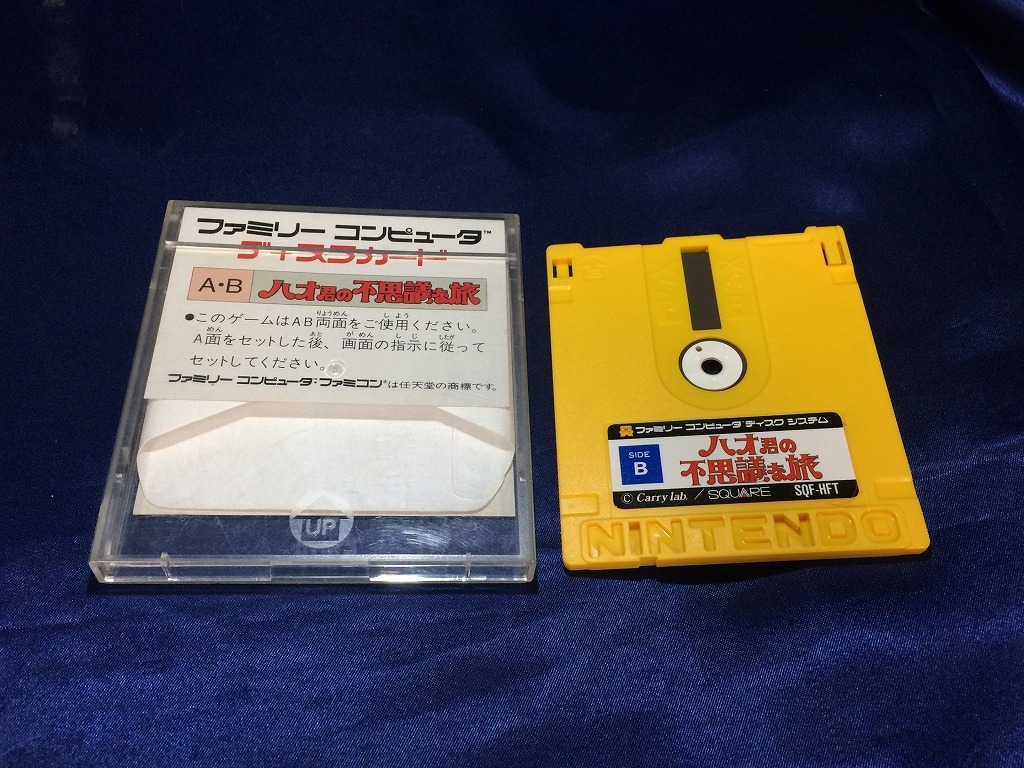 ファミリー コンピュータ™
ディスクカード
A・B ハオ君の不思議な旅
●このゲームはAB両面をご使用ください。
A面をセットした後、画面の指示に従って
セットしてください。
ファミリー コンピュータ・ファミコン®は任天堂の商標です。
UP
ファミリー コンピュータ ディスク システム
SIDE B
ハオ君の
不思議な旅
© Carry lab. / SQUARE SQF-HFT
NINTENDO